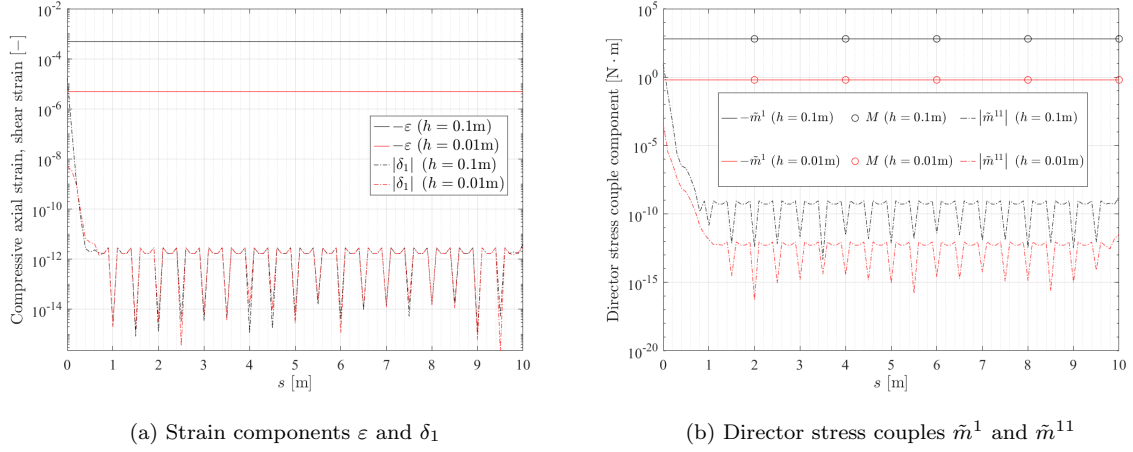 Compressive axial strain, shear strain [−]
10^{-2}
10^{-4}
10^{-6}
10^{-8}
10^{-10}
10^{-12}
10^{-14}
−ε (h = 0.1m)
−ε (h = 0.01m)
|δ_1| (h = 0.1m)
|δ_1| (h = 0.01m)
0 1 2 3 4 5 6 7 8 9 10
s [m]
(a) Strain components ε and δ_1
Director stress couple component [N · m]
10^5
10^0
10^{-5}
10^{-10}
10^{-15}
10^{-20}
−m̃^1 (h = 0.1m) M (h = 0.1m) |m̃^{11}| (h = 0.1m)
−m̃^1 (h = 0.01m) M (h = 0.01m) |m̃^{11}| (h = 0.01m)
0 1 2 3 4 5 6 7 8 9 10
s [m]
(b) Director stress couples m̃^1 and m̃^{11}